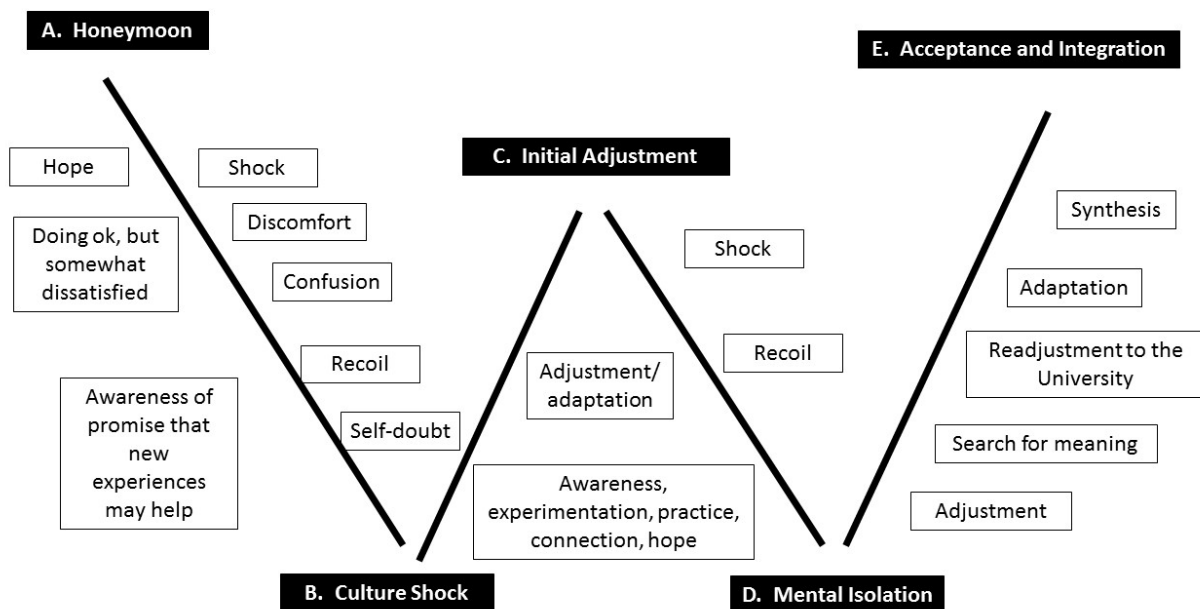 A. Honeymoon
Hope
Doing ok, but
somewhat
dissatisfied
Awareness of
promise that
new
experiences
may help
Shock
Discomfort
Confusion
Recoil
Self-doubt
B. Culture Shock
C. Initial Adjustment
Adjustment/
adaptation
Awareness,
experimentation, practice,
connection, hope
Shock
Recoil
D. Mental Isolation
E. Acceptance and Integration
Synthesis
Adaptation
Readjustment to the
University
Search for meaning
Adjustment